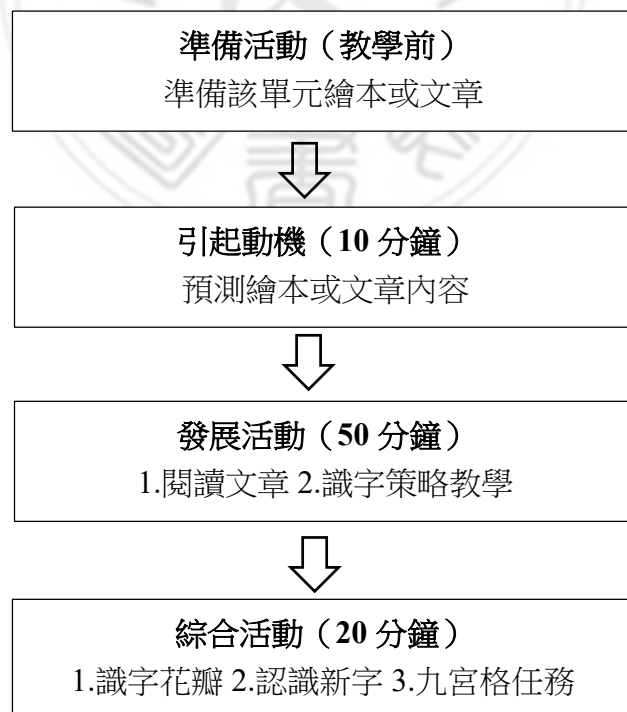 準備活動（教學前）
準備該單元繪本或文章
引起動機（10 分鐘）
預測繪本或文章內容
發展活動（50 分鐘）
1.閱讀文章 2.識字策略教學
綜合活動（20 分鐘）
1.識字花瓣 2.認識新字 3.九宮格任務